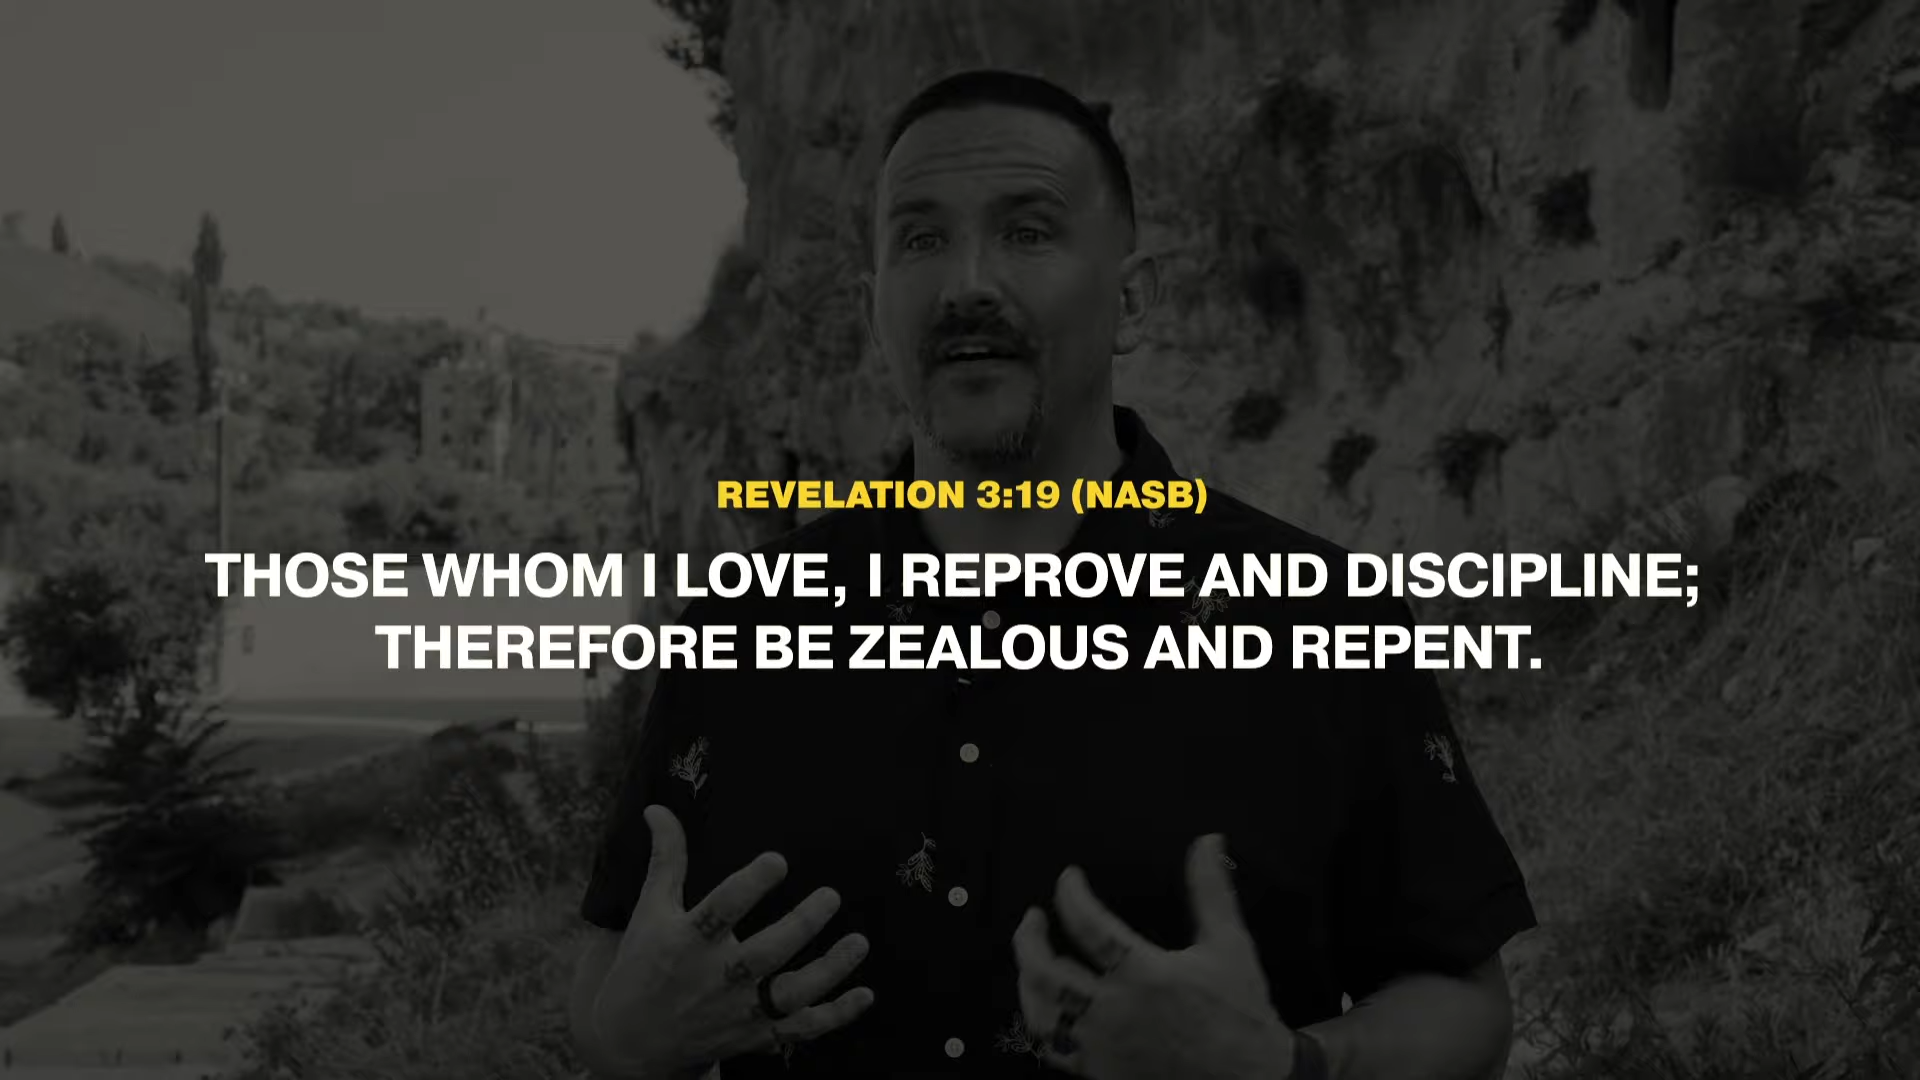 REVELATION 3:19 (NASB)
THOSE WHOM I LOVE, I REPROVE AND DISCIPLINE;
THEREFORE BE ZEALOUS AND REPENT.